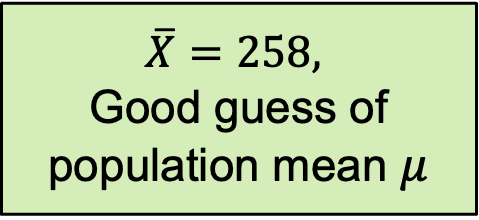 X̄ = 258,
Good guess of
population mean μ